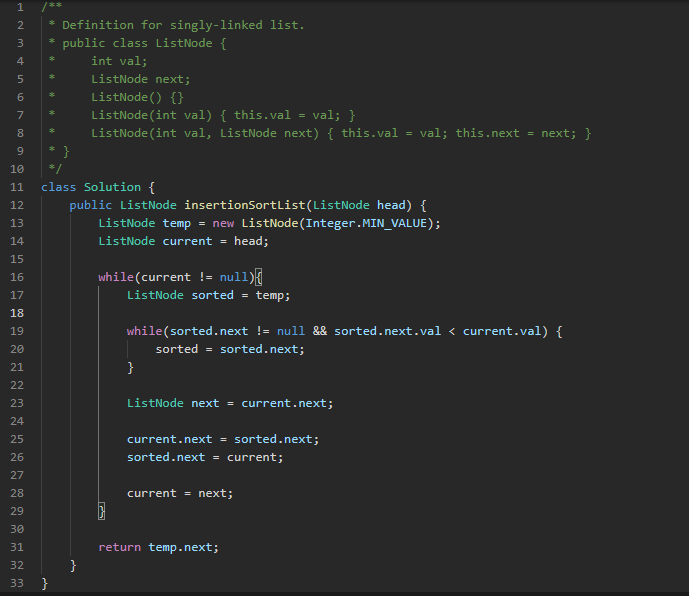 1 /**
2  * Definition for singly-linked list.
3  * public class ListNode {
4  *     int val;
5  *     ListNode next;
6  *     ListNode() {}
7  *     ListNode(int val) { this.val = val; }
8  *     ListNode(int val, ListNode next) { this.val = val; this.next = next; }
9  * }
10  */
11 class Solution {
12     public ListNode insertionSortList(ListNode head) {
13         ListNode temp = new ListNode(Integer.MIN_VALUE);
14         ListNode current = head;
15
16         while(current != null){
17             ListNode sorted = temp;
18
19             while(sorted.next != null && sorted.next.val < current.val) {
20                 sorted = sorted.next;
21             }
22
23             ListNode next = current.next;
24
25             current.next = sorted.next;
26             sorted.next = current;
27
28             current = next;
29         }
30
31         return temp.next;
32     }
33 }